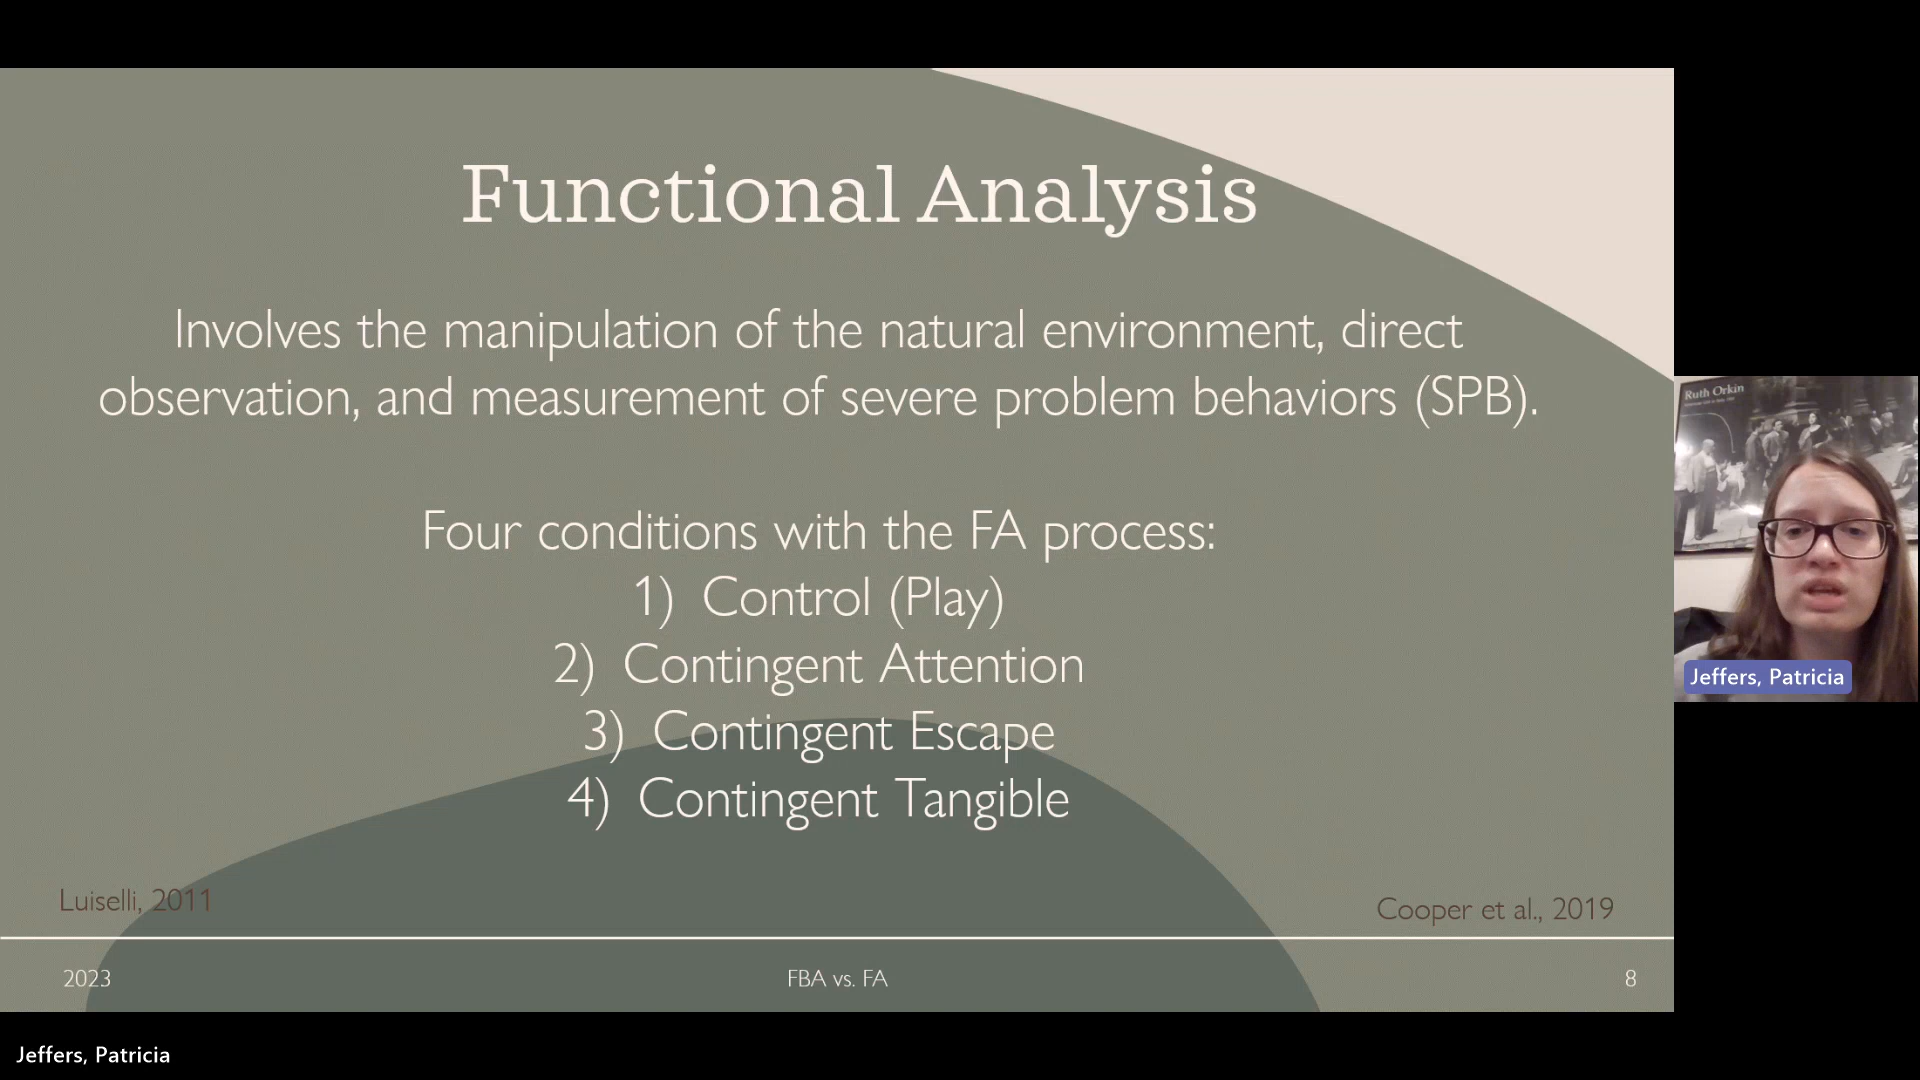 Functional Analysis
Involves the manipulation of the natural environment, direct
observation, and measurement of severe problem behaviors (SPB).
Four conditions with the FA process:
1) Control (Play)
2) Contingent Attention
3) Contingent Escape
4) Contingent Tangible
Luiselli, 2011
Cooper et al., 2019
2023
FBA vs. FA
8
Ruth Orkin
Jeffers, Patricia
Jeffers, Patricia